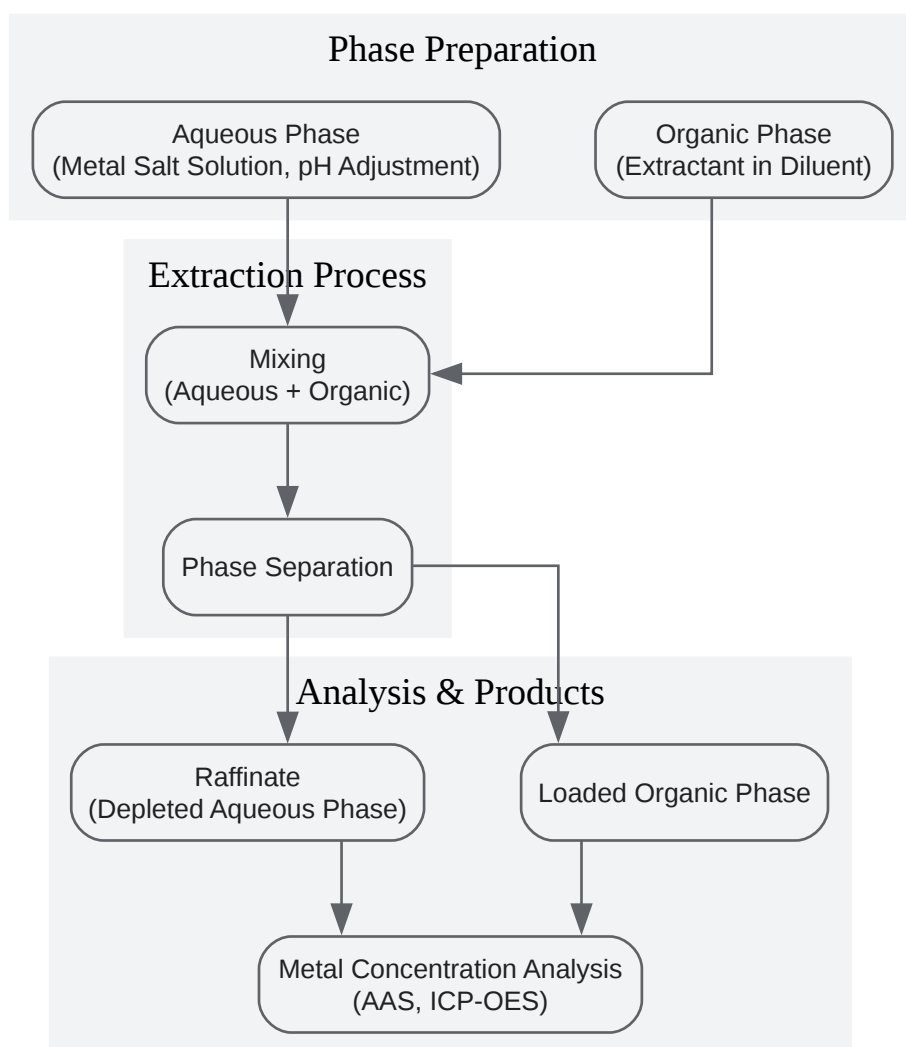 Phase Preparation
Aqueous Phase
(Metal Salt Solution, pH Adjustment)
Organic Phase
(Extractant in Diluent)
Extraction Process
Mixing
(Aqueous + Organic)
Phase Separation
Analysis & Products
Raffinate
(Depleted Aqueous Phase)
Loaded Organic Phase
Metal Concentration Analysis
(AAS, ICP-OES)